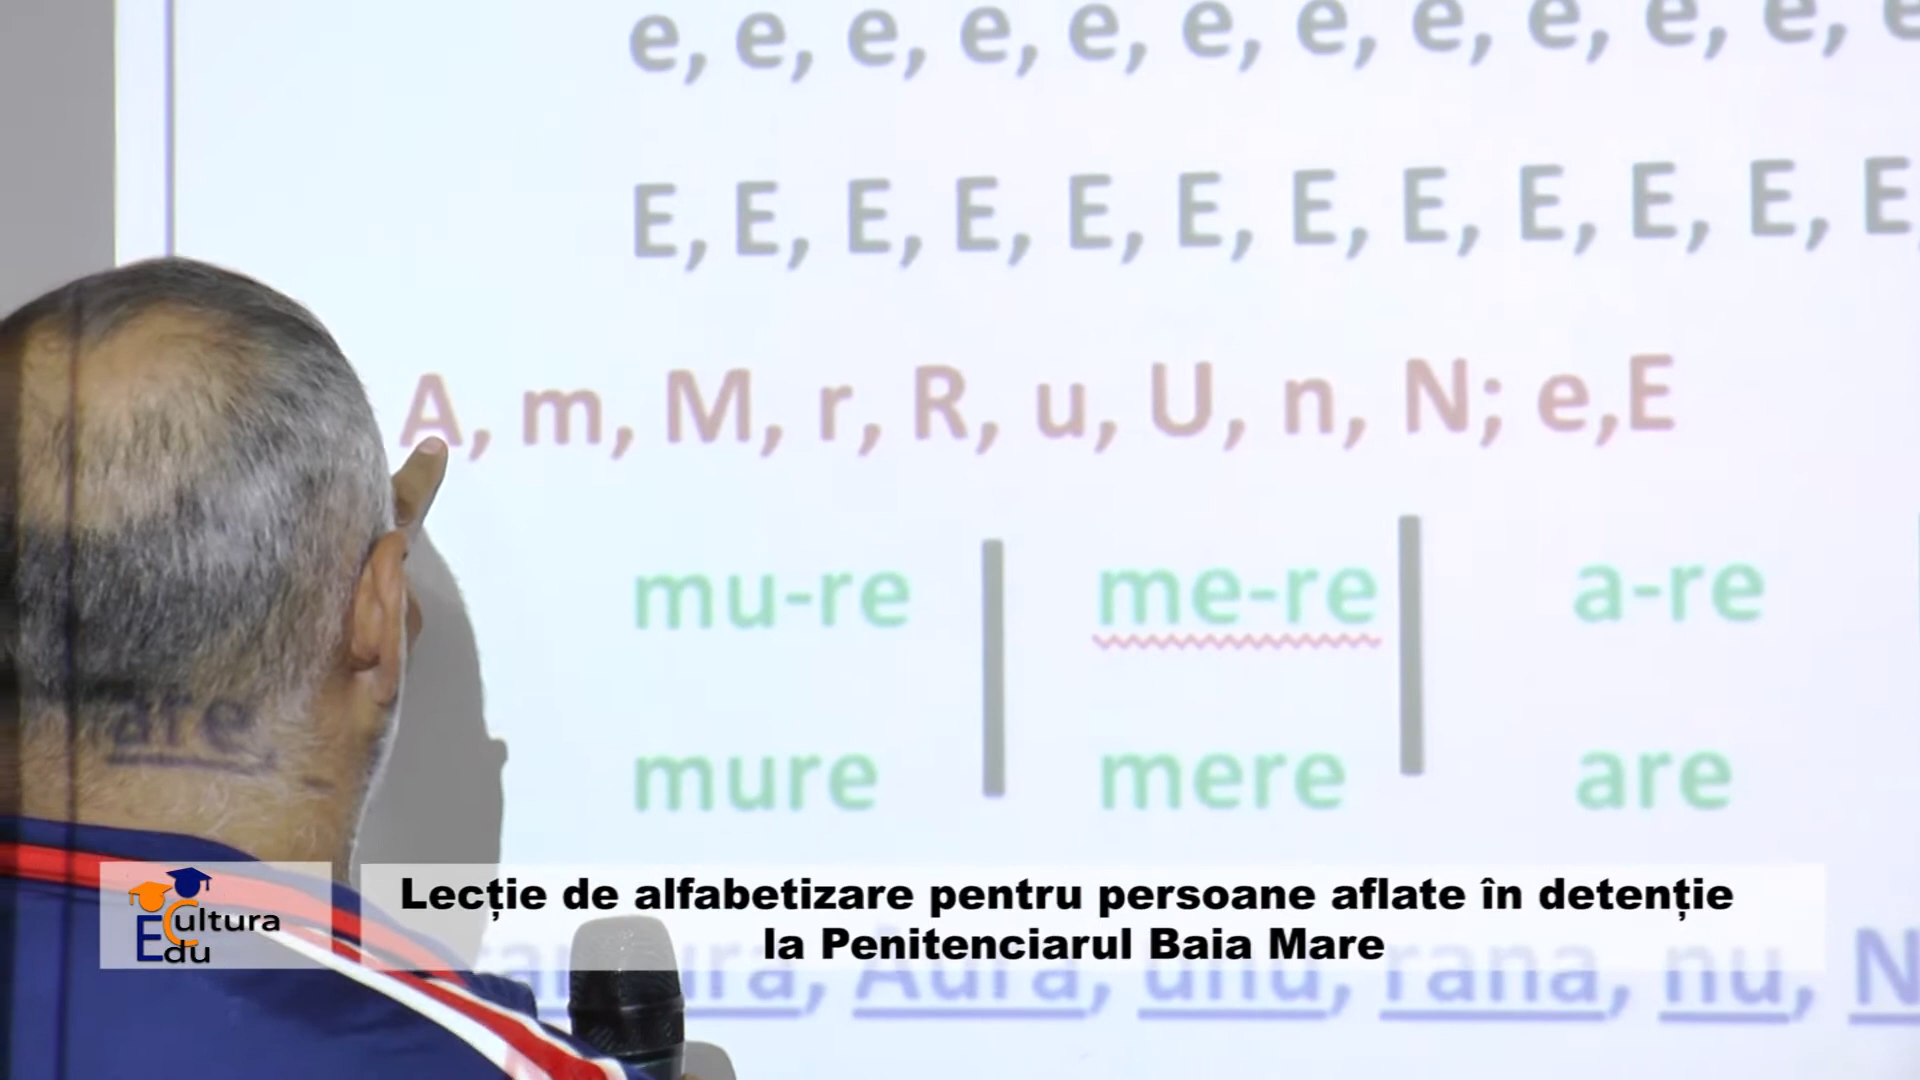 e, e, e, e, e, e, e, e, e, e, e, e
E, E, E, E, E, E, E, E, E, E, E, E
A, m, M, r, R, u, U, n, N; e,E
mu-re me-re a-re
mure mere are
are
Cultura
Edu
Lecție de alfabetizare pentru persoane aflate în detenție
la Penitenciarul Baia Mare
Aura, unu, rana, nu, N